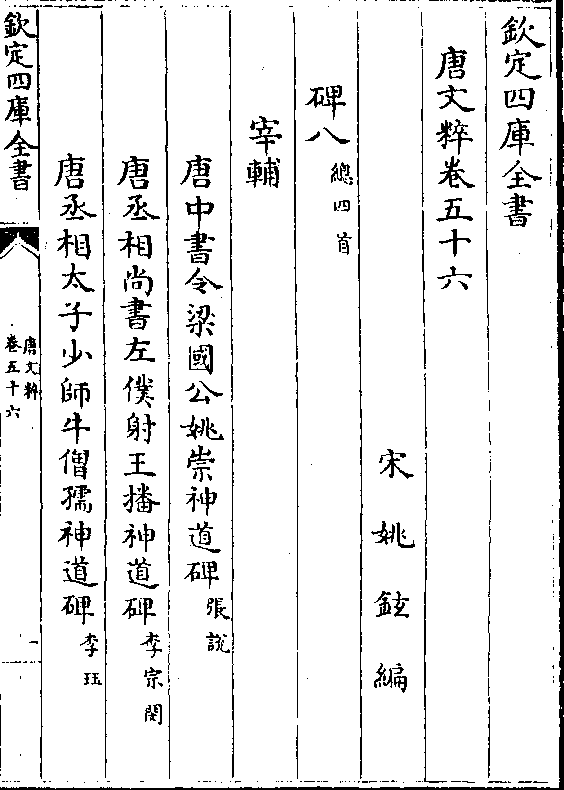 欽定四庫全書
唐文粹卷五十六
宋姚鉉編
碑八總四首
宰輔
唐中書令梁國公姚崇神道碑張說
唐丞相尚書左僕射王播神道碑李宗閔
唐丞相太子少師牛僧孺神道碑李珏
欽定四庫全書
唐文粹
卷五十六
一